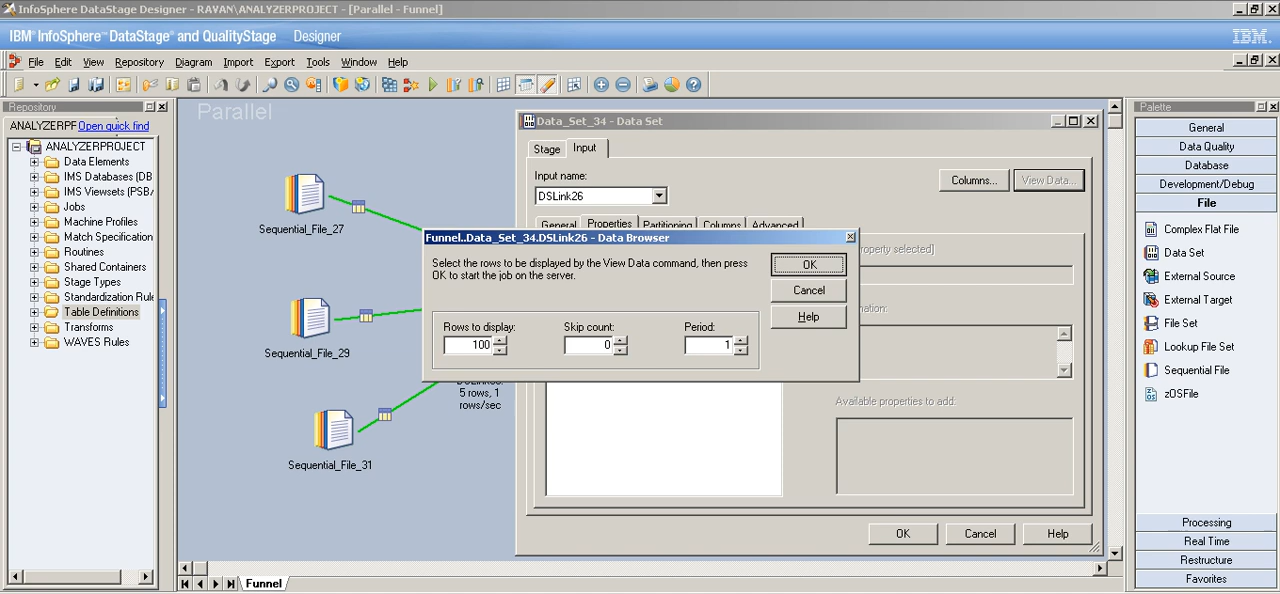 InfoSphere DataStage Designer - RAVAN\ANALYZERPROJECT - [Parallel - Funnel]
IBM® InfoSphere™ DataStage® and QualityStage Designer
IBM.
File Edit View Repository Diagram Import Export Tools Window Help
Repository
ANALYZERPF Open quick find
ANALYZERPROJECT
Data Elements
IMS Databases (DB
IMS Viewsets (PSB/
Jobs
Machine Profiles
Match Specification
Routines
Shared Containers
Stage Types
Standardization Rule
Table Definitions
Transforms
WAVES Rules
Parallel
Sequential_File_27
Sequential_File_29
Sequential_File_31
5 rows, 1
rows/sec
Funnel
Data_Set_34 - Data Set
Stage Input
Input name:
DSLink26
Columns... View Data...
General Properties Partitioning Columns Advanced
roperty selected]
mation:
Available properties to add:
OK Cancel Help
Funnel..Data_Set_34.DSLink26 - Data Browser
Select the rows to be displayed by the View Data command, then press
OK to start the job on the server.
OK
Cancel
Help
Rows to display: Skip count: Period:
100 0 1
Palette
General
Data Quality
Database
Development/Debug
File
Complex Flat File
Data Set
External Source
External Target
File Set
Lookup File Set
Sequential File
zOSFile
Processing
Real Time
Restructure
Favorites